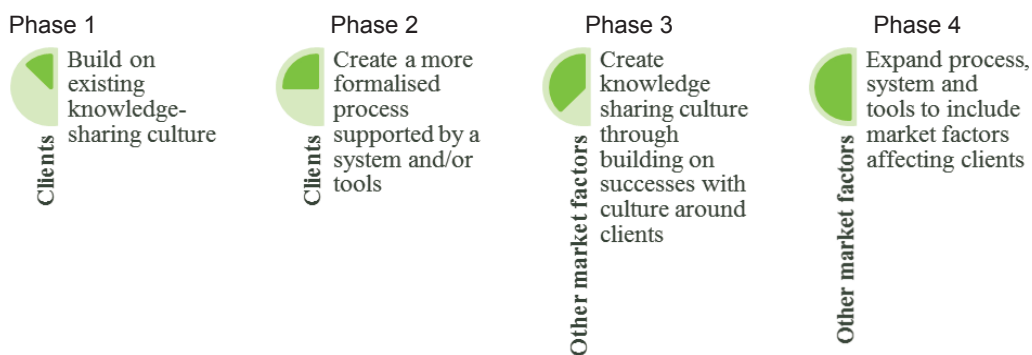 Phase 1
Build on
existing
knowledge-
sharing culture
Clients
Phase 2
Create a more
formalised
process
supported by a
system and/or
tools
Clients
Phase 3
Create
knowledge
sharing culture
through
building on
successes with
culture around
clients
Other market factors
Phase 4
Expand process,
system and
tools to include
market factors
affecting clients
Other market factors